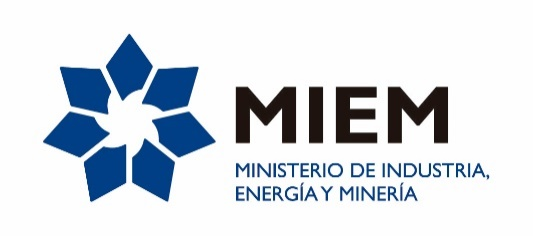 MIEM
MINISTERIO DE INDUSTRIA,
ENERGÍA Y MINERÍA